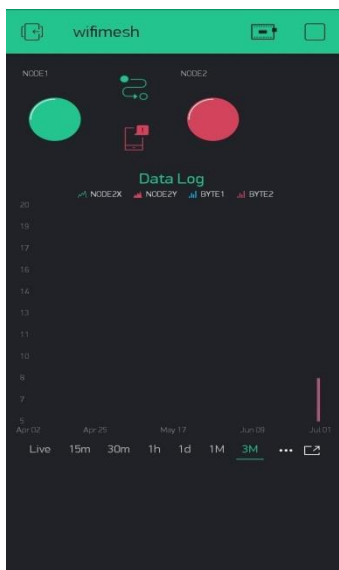 wifimesh
NODE1 NODE2
Data Log
NODE2X NODE2Y BYTE1 BYTE2
20
19
17
16
14
13
11
10
8
7
5
Apr 02 Apr 25 May 17 Jun 09 Jul 01
Live 15m 30m 1h 1d 1M 3M